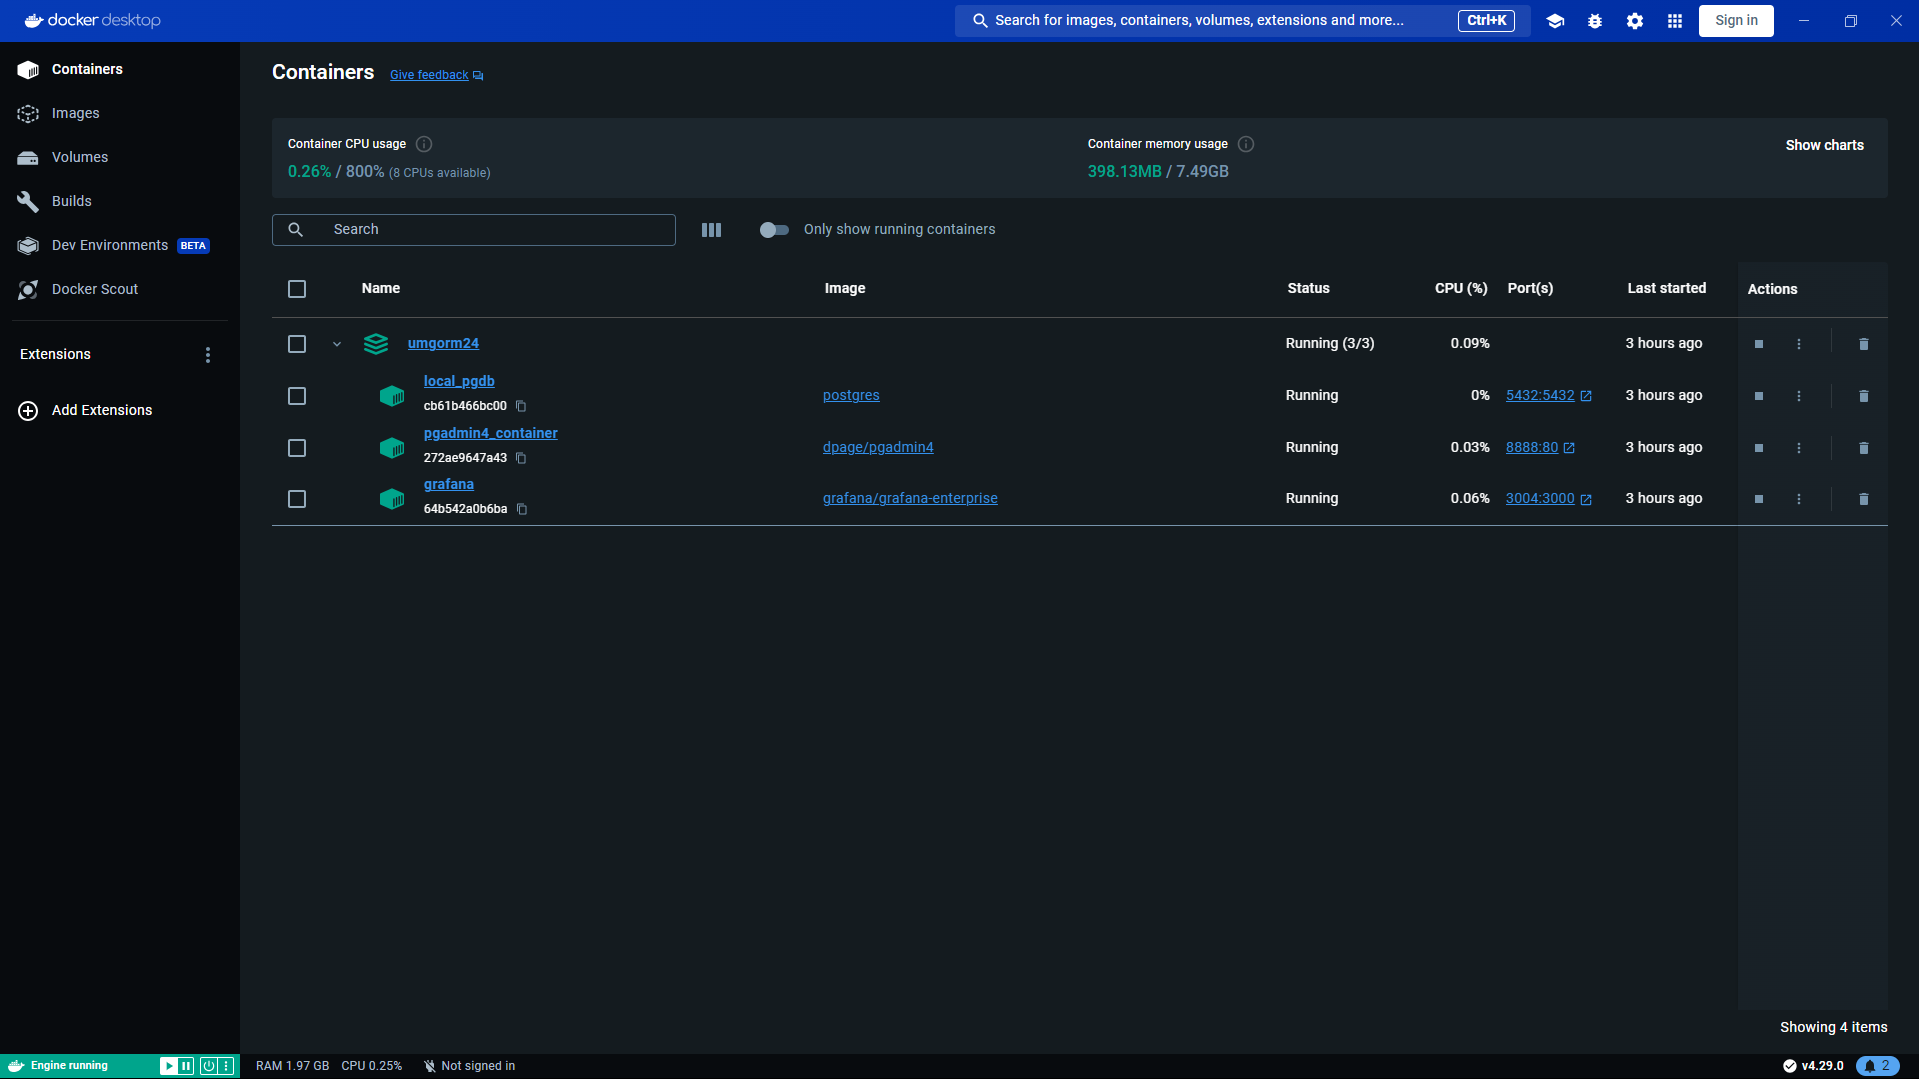 docker desktop
Search for images, containers, volumes, extensions and more... Ctrl+K
Sign in
Containers
Images
Volumes
Builds
Dev Environments BETA
Docker Scout
Extensions
Add Extensions
Containers Give feedback
Container CPU usage
0.26% / 800% (8 CPUs available)
Container memory usage
398.13MB / 7.49GB
Show charts
Search
Only show running containers
Name Image Status CPU (%) Port(s) Last started Actions
umgorm24 Running (3/3) 0.09% 3 hours ago
local_pgdb
cb61b466bc00
postgres Running 0% 5432:5432 3 hours ago
pgadmin4_container
272ae9647a43
dpage/pgadmin4 Running 0.03% 8888:80 3 hours ago
grafana
64b542a0b6ba
grafana/grafana-enterprise Running 0.06% 3004:3000 3 hours ago
Showing 4 items
Engine running
RAM 1.97 GB CPU 0.25% Not signed in
v4.29.0
2